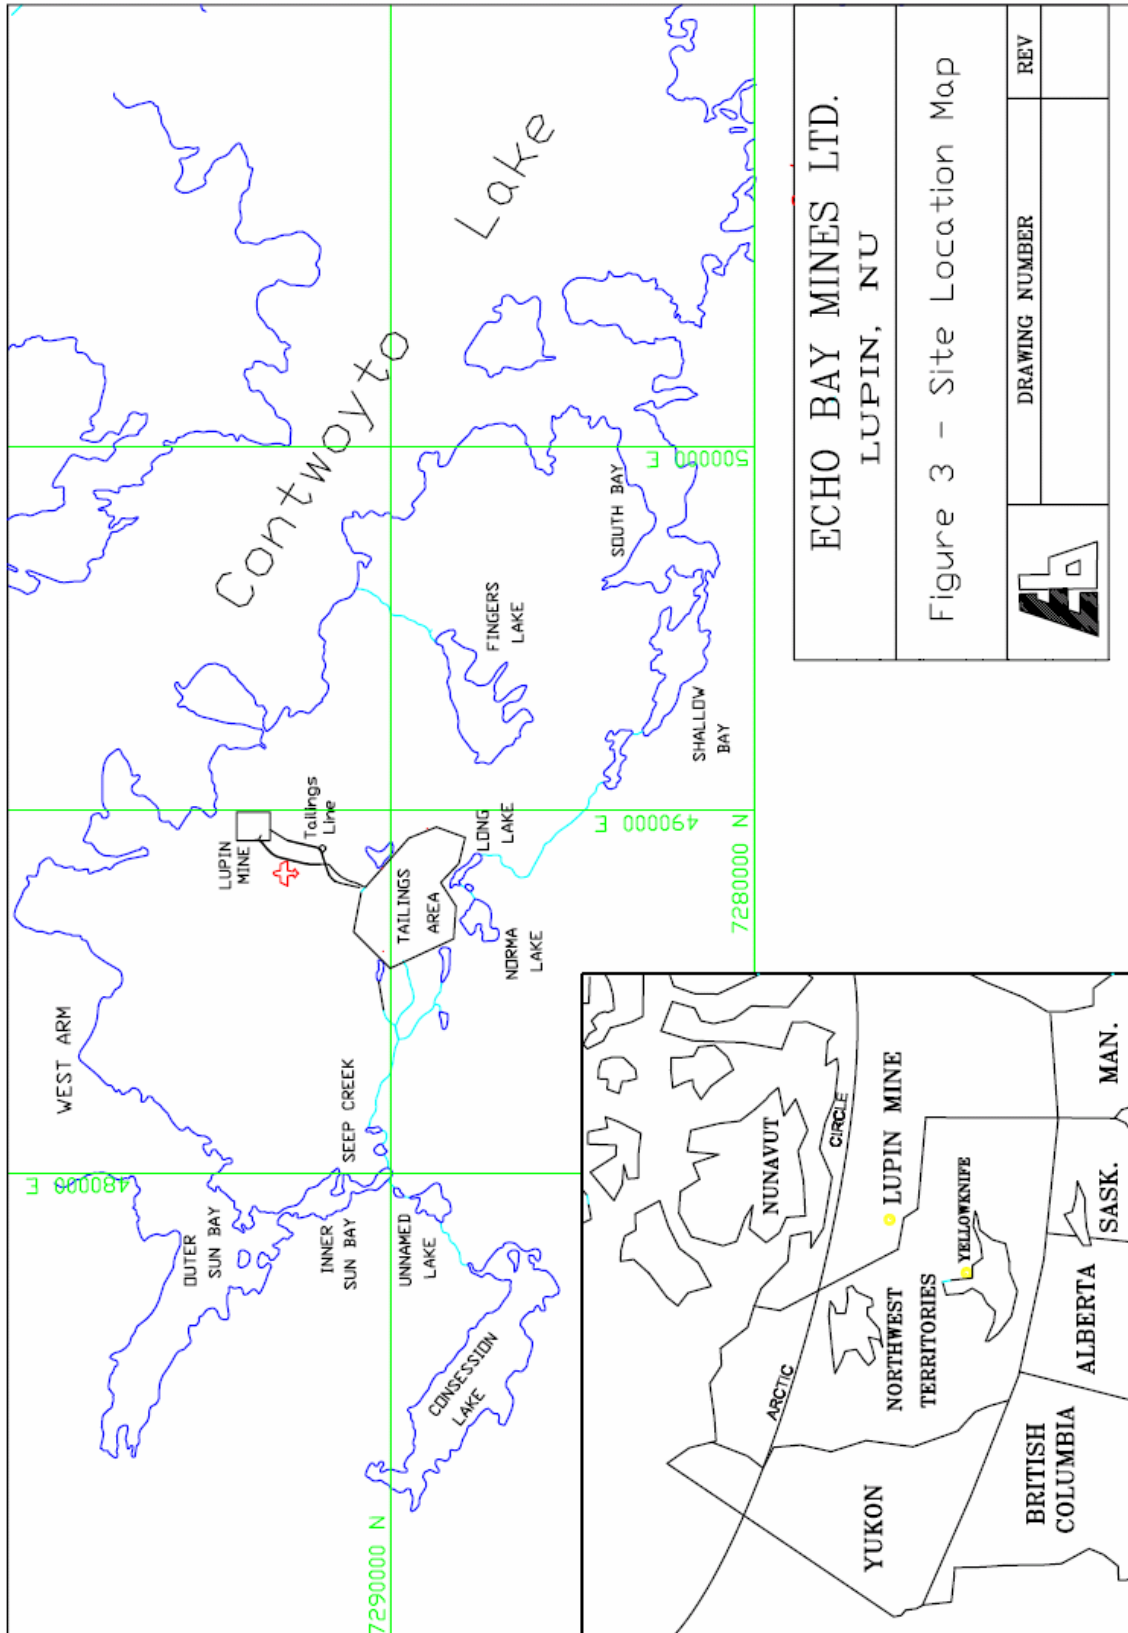 Contwoyto
Lake
WEST ARM
OUTER
SUN BAY
INNER
SUN BAY
SEEP CREEK
UNNAMED
LAKE
CONSESSION
LAKE
LUPIN
MINE
Tailings
Line
TAILINGS
AREA
NORMA
LAKE
LONG
LAKE
FINGERS
LAKE
SOUTH BAY
SHALLOW
BAY
480000 E
490000 E
500000 E
7290000 N
7280000 N
NUNAVUT
ARCTIC
CIRCLE
LUPIN MINE
YELLOWKNIFE
NORTHWEST
TERRITORIES
YUKON
BRITISH
COLUMBIA
ALBERTA
SASK.
MAN.
ECHO BAY MINES LTD.
LUPIN, NU
Figure 3 - Site Location Map
DRAWING NUMBER
REV